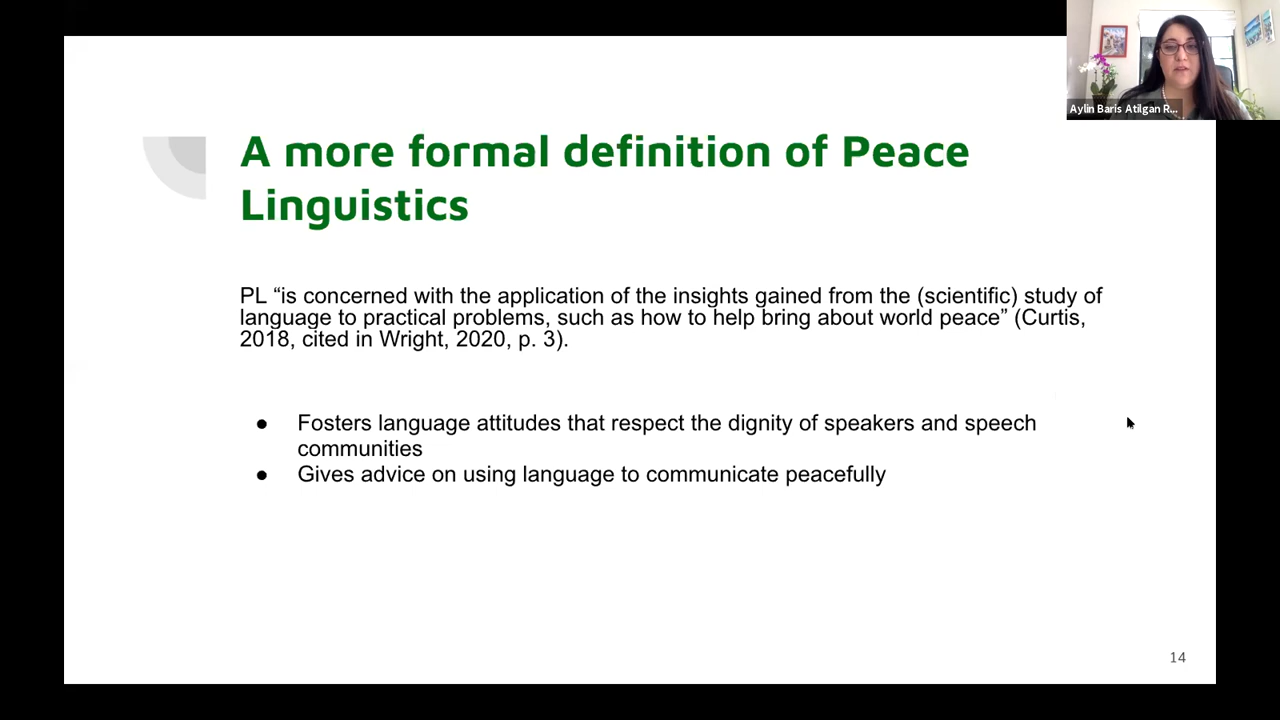 Aylin Baris Atilgan R...
A more formal definition of Peace
Linguistics
PL “is concerned with the application of the insights gained from the (scientific) study of
language to practical problems, such as how to help bring about world peace” (Curtis,
2018, cited in Wright, 2020, p. 3).
● Fosters language attitudes that respect the dignity of speakers and speech
communities
● Gives advice on using language to communicate peacefully
14